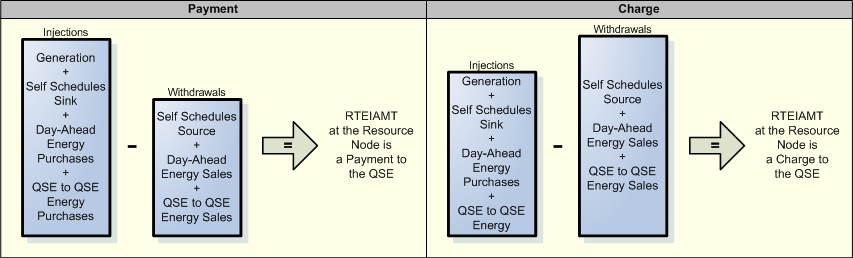 Payment
Injections
Generation
+
Self Schedules
Sink
+
Day-Ahead
Energy
Purchases
+
QSE to QSE
Energy
Purchases
-
Withdrawals
Self Schedules
Source
+
Day-Ahead
Energy Sales
+
QSE to QSE
Energy Sales
=
RTEIAMT
at the Resource
Node is
a Payment to
the QSE
Charge
Injections
Generation
+
Self Schedules
Sink
+
Day-Ahead
Energy
Purchases
+
QSE to QSE
Energy
-
Withdrawals
Self Schedules
Source
+
Day-Ahead
Energy Sales
+
QSE to QSE
Energy Sales
=
RTEIAMT
at the Resource
Node is
a Charge to
the QSE